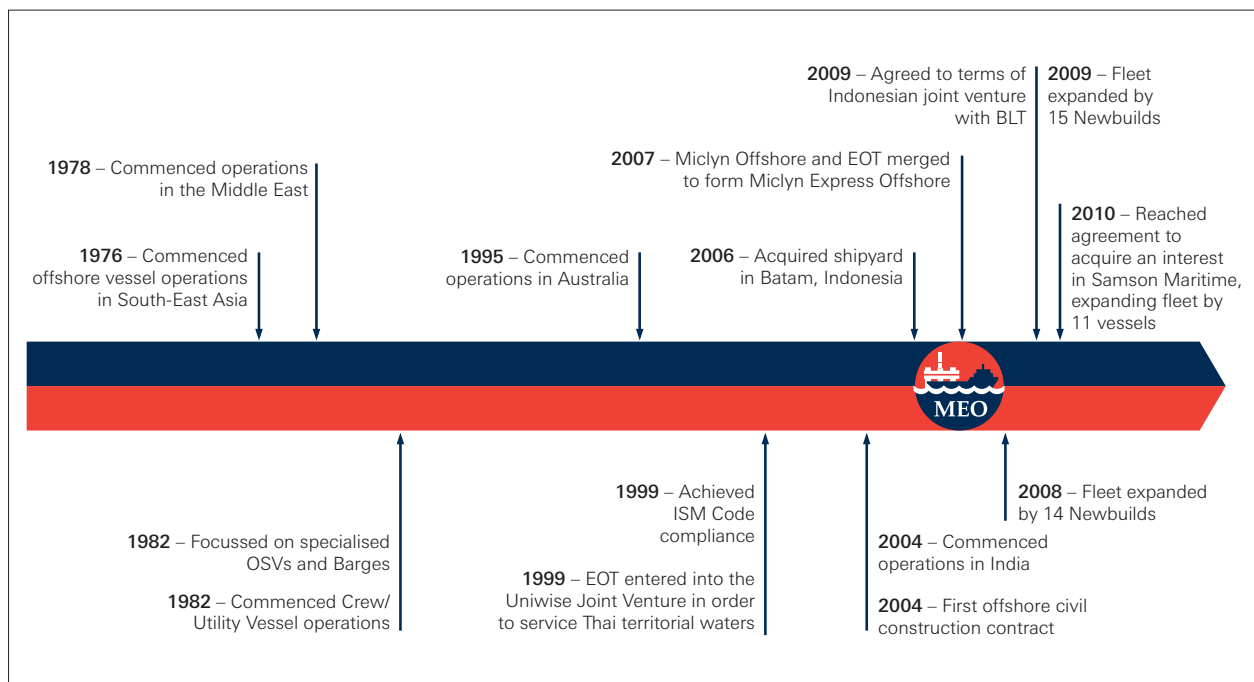 2009 – Agreed to terms of
Indonesian joint venture
with BLT
2009 – Fleet
expanded by
15 Newbuilds
1978 – Commenced operations
in the Middle East
2007 – Miclyn Offshore and EOT merged
to form Miclyn Express Offshore
2010 – Reached
agreement to
acquire an interest
in Samson Maritime,
expanding fleet by
11 vessels
1976 – Commenced
offshore vessel operations
in South-East Asia
1995 – Commenced
operations in Australia
2006 – Acquired shipyard
in Batam, Indonesia
MEO
1982 – Focussed on specialised
OSVs and Barges
1982 – Commenced Crew/
Utility Vessel operations
1999 – Achieved
ISM Code
compliance
1999 – EOT entered into the
Uniwise Joint Venture in order
to service Thai territorial waters
2004 – Commenced
operations in India
2004 – First offshore civil
construction contract
2008 – Fleet expanded
by 14 Newbuilds